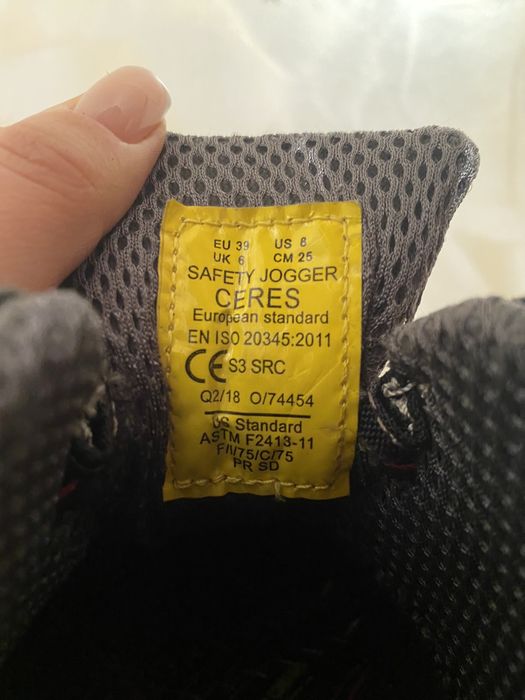 EU 39 US 8
UK 6 CM 25
SAFETY JOGGER
CERES
European standard
EN ISO 20345:2011
CE S3 SRC
Q2/18 O/74454
US Standard
ASTM F2413-11
F/I/75/C/75
PR SD